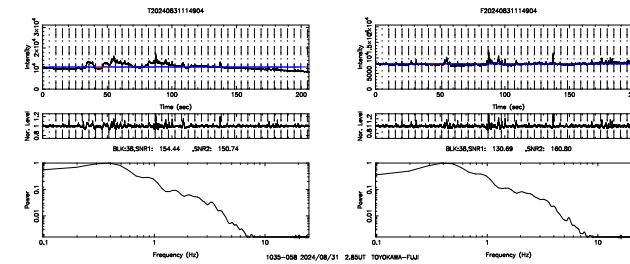 T20240831114904
F20240831114904
Intensity
0
10⁴
2×10⁴
3×10⁴
0
50
100
150
200
Time (sec)
Intensity
0
5000
10⁴
1.5×10⁴
2×10⁴
0
50
100
150
Time (sec)
Nor. Level
0.8 1 1.2
Nor. Level
0.8 1 1.2
BLK:38,SNR1: 154.44 ,SNR2: 150.74
BLK:38,SNR1: 130.69 ,SNR2: 160.80
Power
1
0.1
0.01
0.1
1
10
Frequency (Hz)
Power
1
0.1
0.01
0.1
1
10
Frequency (Hz)
1035-058 2024/08/31 2.85UT TOYOKAWA-FUJI